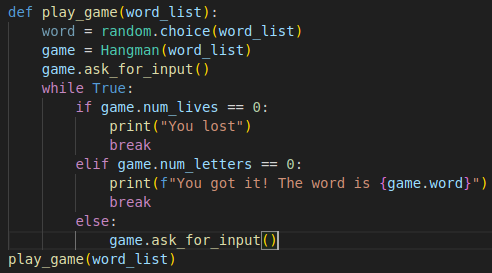 def play_game(word_list):
    word = random.choice(word_list)
    game = Hangman(word_list)
    game.ask_for_input()
    while True:
        if game.num_lives == 0:
            print("You lost")
            break
        elif game.num_letters == 0:
            print(f"You got it! The word is {game.word}")
            break
        else:
            game.ask_for_input()
play_game(word_list)